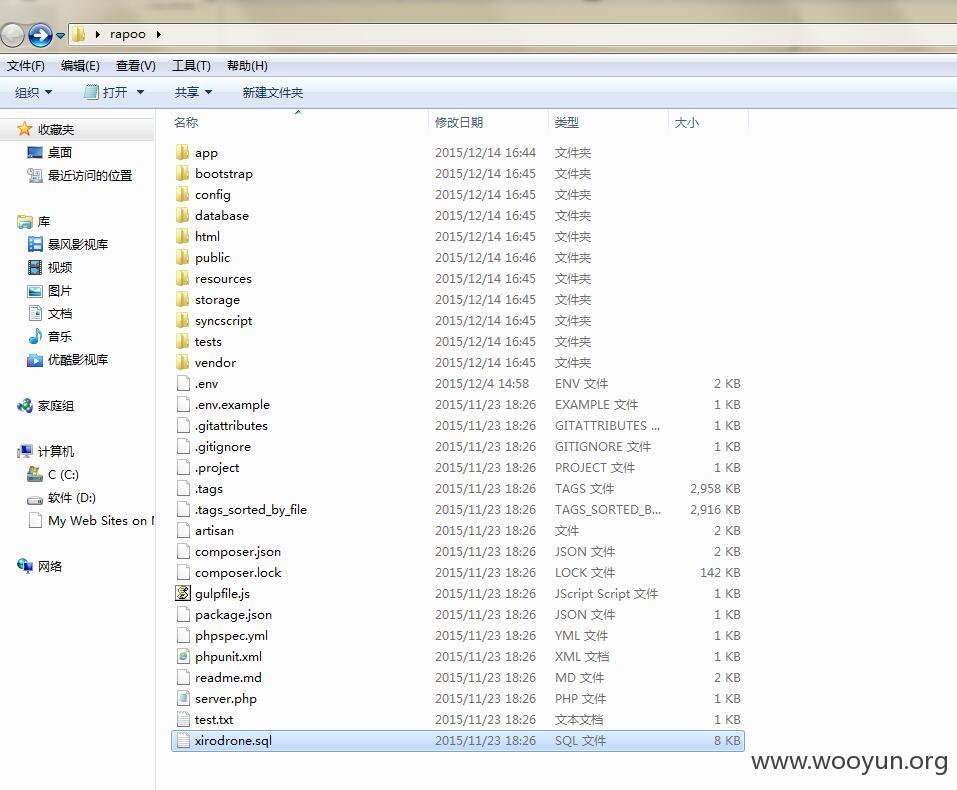 rapoo
文件(F) 编辑(E) 查看(V) 工具(T) 帮助(H)
组织 打开 共享 新建文件夹
收藏夹
桌面
最近访问的位置
库
暴风影视库
视频
图片
文档
音乐
优酷影视库
家庭组
计算机
C (C:)
软件 (D:)
My Web Sites on
网络
名称 修改日期 类型 大小
app 2015/12/14 16:44 文件夹
bootstrap 2015/12/14 16:45 文件夹
config 2015/12/14 16:45 文件夹
database 2015/12/14 16:45 文件夹
html 2015/12/14 16:45 文件夹
public 2015/12/14 16:46 文件夹
resources 2015/12/14 16:45 文件夹
storage 2015/12/14 16:45 文件夹
syncscript 2015/12/14 16:45 文件夹
tests 2015/12/14 16:45 文件夹
vendor 2015/12/14 16:45 文件夹
.env 2015/12/4 14:58 ENV 文件 2 KB
.env.example 2015/11/23 18:26 EXAMPLE 文件 1 KB
.gitattributes 2015/11/23 18:26 GITATTRIBUTES ... 1 KB
.gitignore 2015/11/23 18:26 GITIGNORE 文件 1 KB
.project 2015/11/23 18:26 PROJECT 文件 1 KB
.tags 2015/11/23 18:26 TAGS 文件 2,958 KB
.tags_sorted_by_file 2015/11/23 18:26 TAGS_SORTED_B... 2,916 KB
artisan 2015/11/23 18:26 文件 2 KB
composer.json 2015/11/23 18:26 JSON 文件 2 KB
composer.lock 2015/11/23 18:26 LOCK 文件 142 KB
gulpfile.js 2015/11/23 18:26 JScript Script 文件 1 KB
package.json 2015/11/23 18:26 JSON 文件 1 KB
phpspec.yml 2015/11/23 18:26 YML 文件 1 KB
phpunit.xml 2015/11/23 18:26 XML 文档 1 KB
readme.md 2015/11/23 18:26 MD 文件 2 KB
server.php 2015/11/23 18:26 PHP 文件 1 KB
test.txt 2015/11/23 18:26 文本文档 1 KB
xirodrone.sql 2015/11/23 18:26 SQL 文件 8 KB
www.wooyun.org